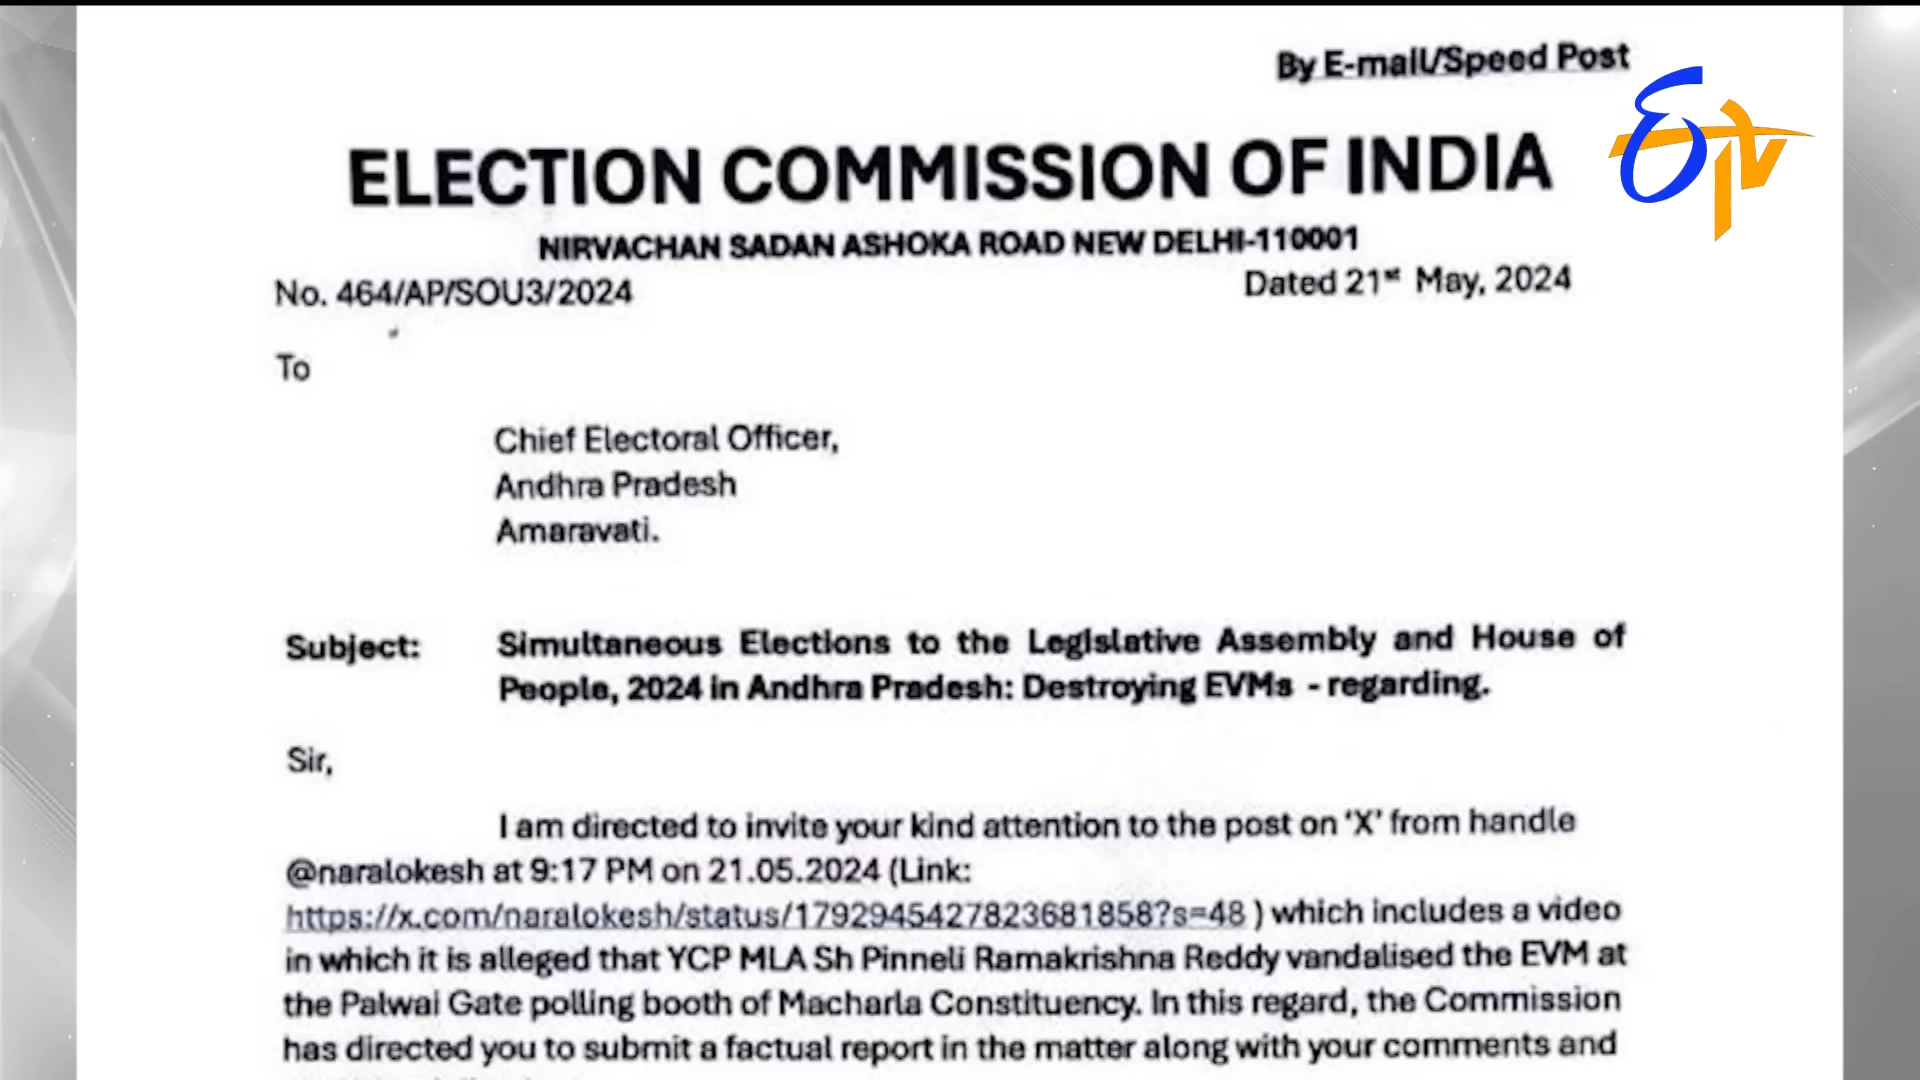 By E-mail/Speed Post
ETV
ELECTION COMMISSION OF INDIA
NIRVACHAN SADAN ASHOKA ROAD NEW DELHI-110001
No. 464/AP/SOU3/2024
Dated 21st May, 2024
To
Chief Electoral Officer,
Andhra Pradesh
Amaravati.
Subject: Simultaneous Elections to the Legislative Assembly and House of
People, 2024 in Andhra Pradesh: Destroying EVMs - regarding.
Sir,
I am directed to invite your kind attention to the post on ‘X’ from handle
@naralokesh at 9:17 PM on 21.05.2024 (Link:
https://x.com/naralokesh/status/1792945427823681858?s=48 ) which includes a video
in which it is alleged that YCP MLA Sh Pinneli Ramakrishna Reddy vandalised the EVM at
the Palwai Gate polling booth of Macharla Constituency. In this regard, the Commission
has directed you to submit a factual report in the matter along with your comments and